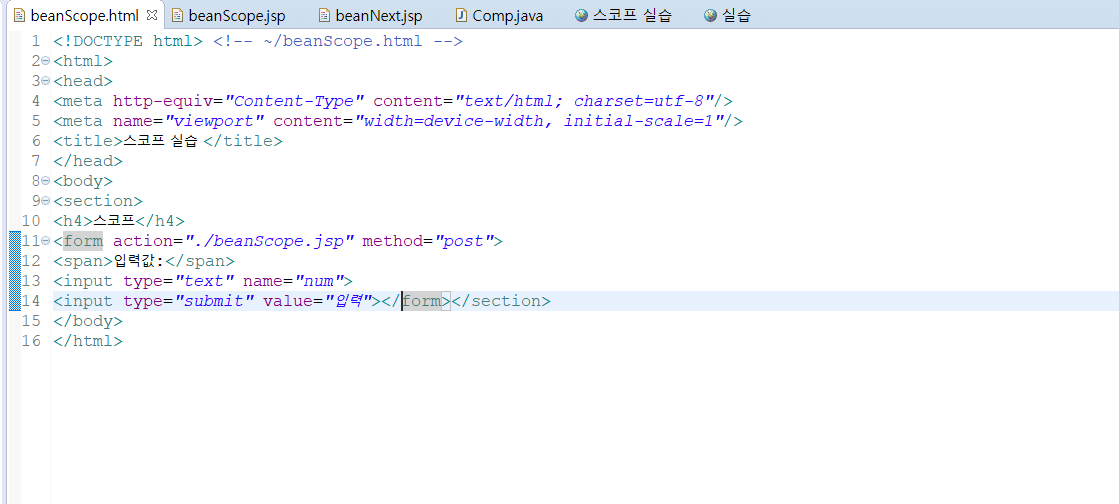 beanScope.html beanScope.jsp beanNext.jsp Comp.java 스코프 실습 실습
1 <!DOCTYPE html> <!-- ~/beanScope.html -->
2 <html>
3 <head>
4 <meta http-equiv="Content-Type" content="text/html; charset=utf-8"/>
5 <meta name="viewport" content="width=device-width, initial-scale=1"/>
6 <title>스코프 실습 </title>
7 </head>
8 <body>
9 <section>
10 <h4>스코프</h4>
11 <form action="./beanScope.jsp" method="post">
12 <span>입력값:</span>
13 <input type="text" name="num">
14 <input type="submit" value="입력"></form></section>
15 </body>
16 </html>